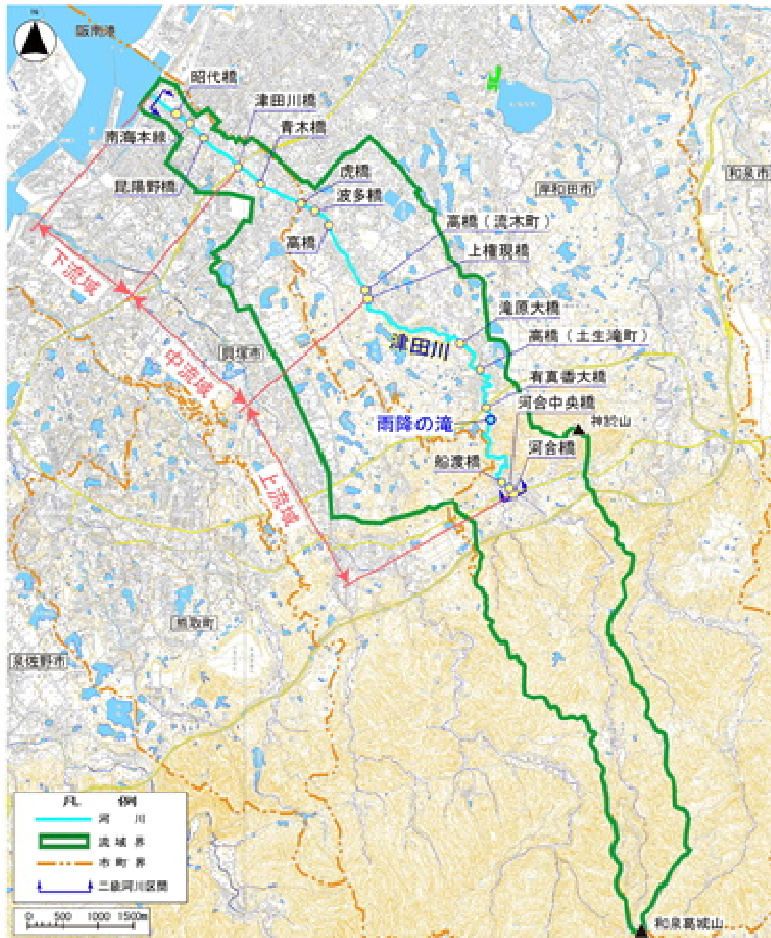 阪南港
昭代橋
津田川橋
南海本線
青木橋
昆陽野橋
虎橋
波多橋
岸和田市
和泉市
高橋
高橋（流木町）
上権現橋
下流域
滝原大橋
津田川
高橋（土生滝町）
中流域
貝塚市
有真香大橋
河合中央橋
雨降の滝
神於山
船渡橋
河合橋
上流域
熊取町
泉佐野市
凡 例
河 川
流 域 界
市 町 界
二級河川区間
0 500 1000 1500m
和泉葛城山